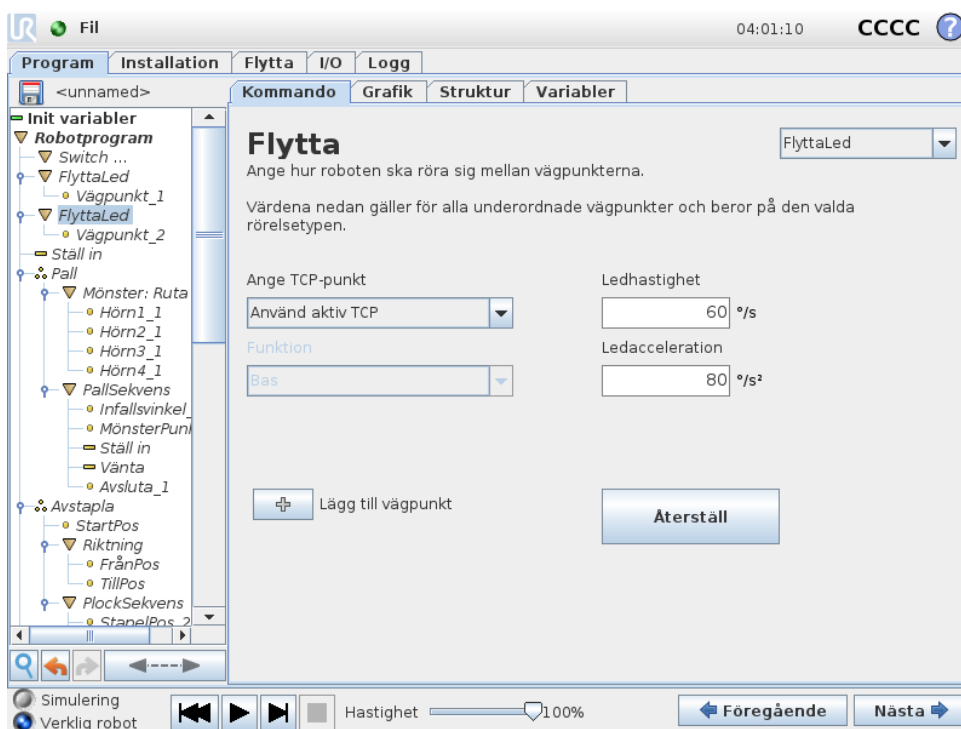 UR Fil 04:01:10 CCCC ?
Program Installation Flytta I/O Logg
<unnamed>
Kommando Grafik Struktur Variabler
Init variabler
Robotprogram
Switch ...
FlyttaLed
Vägpunkt_1
FlyttaLed
Vägpunkt_2
Ställ in
Pall
Mönster: Ruta
Hörn1_1
Hörn2_1
Hörn3_1
Hörn4_1
PallSekvens
Infallsvinkel_
MönsterPunl
Ställ in
Vänta
Avsluta_1
Avstapla
StartPos
Riktning
FrånPos
TillPos
PlockSekvens
StapelPos_2
Flytta
FlyttaLed
Ange hur roboten ska röra sig mellan vägpunkterna.
Värdena nedan gäller för alla underordnade vägpunkter och beror på den valda
rörelsetypen.
Ange TCP-punkt
Använd aktiv TCP
Funktion
Bas
Ledhastighet
60 °/s
Ledacceleration
80 °/s²
Lägg till vägpunkt
Återställ
Simulering
Verklig robot
Hastighet 100%
Föregående
Nästa